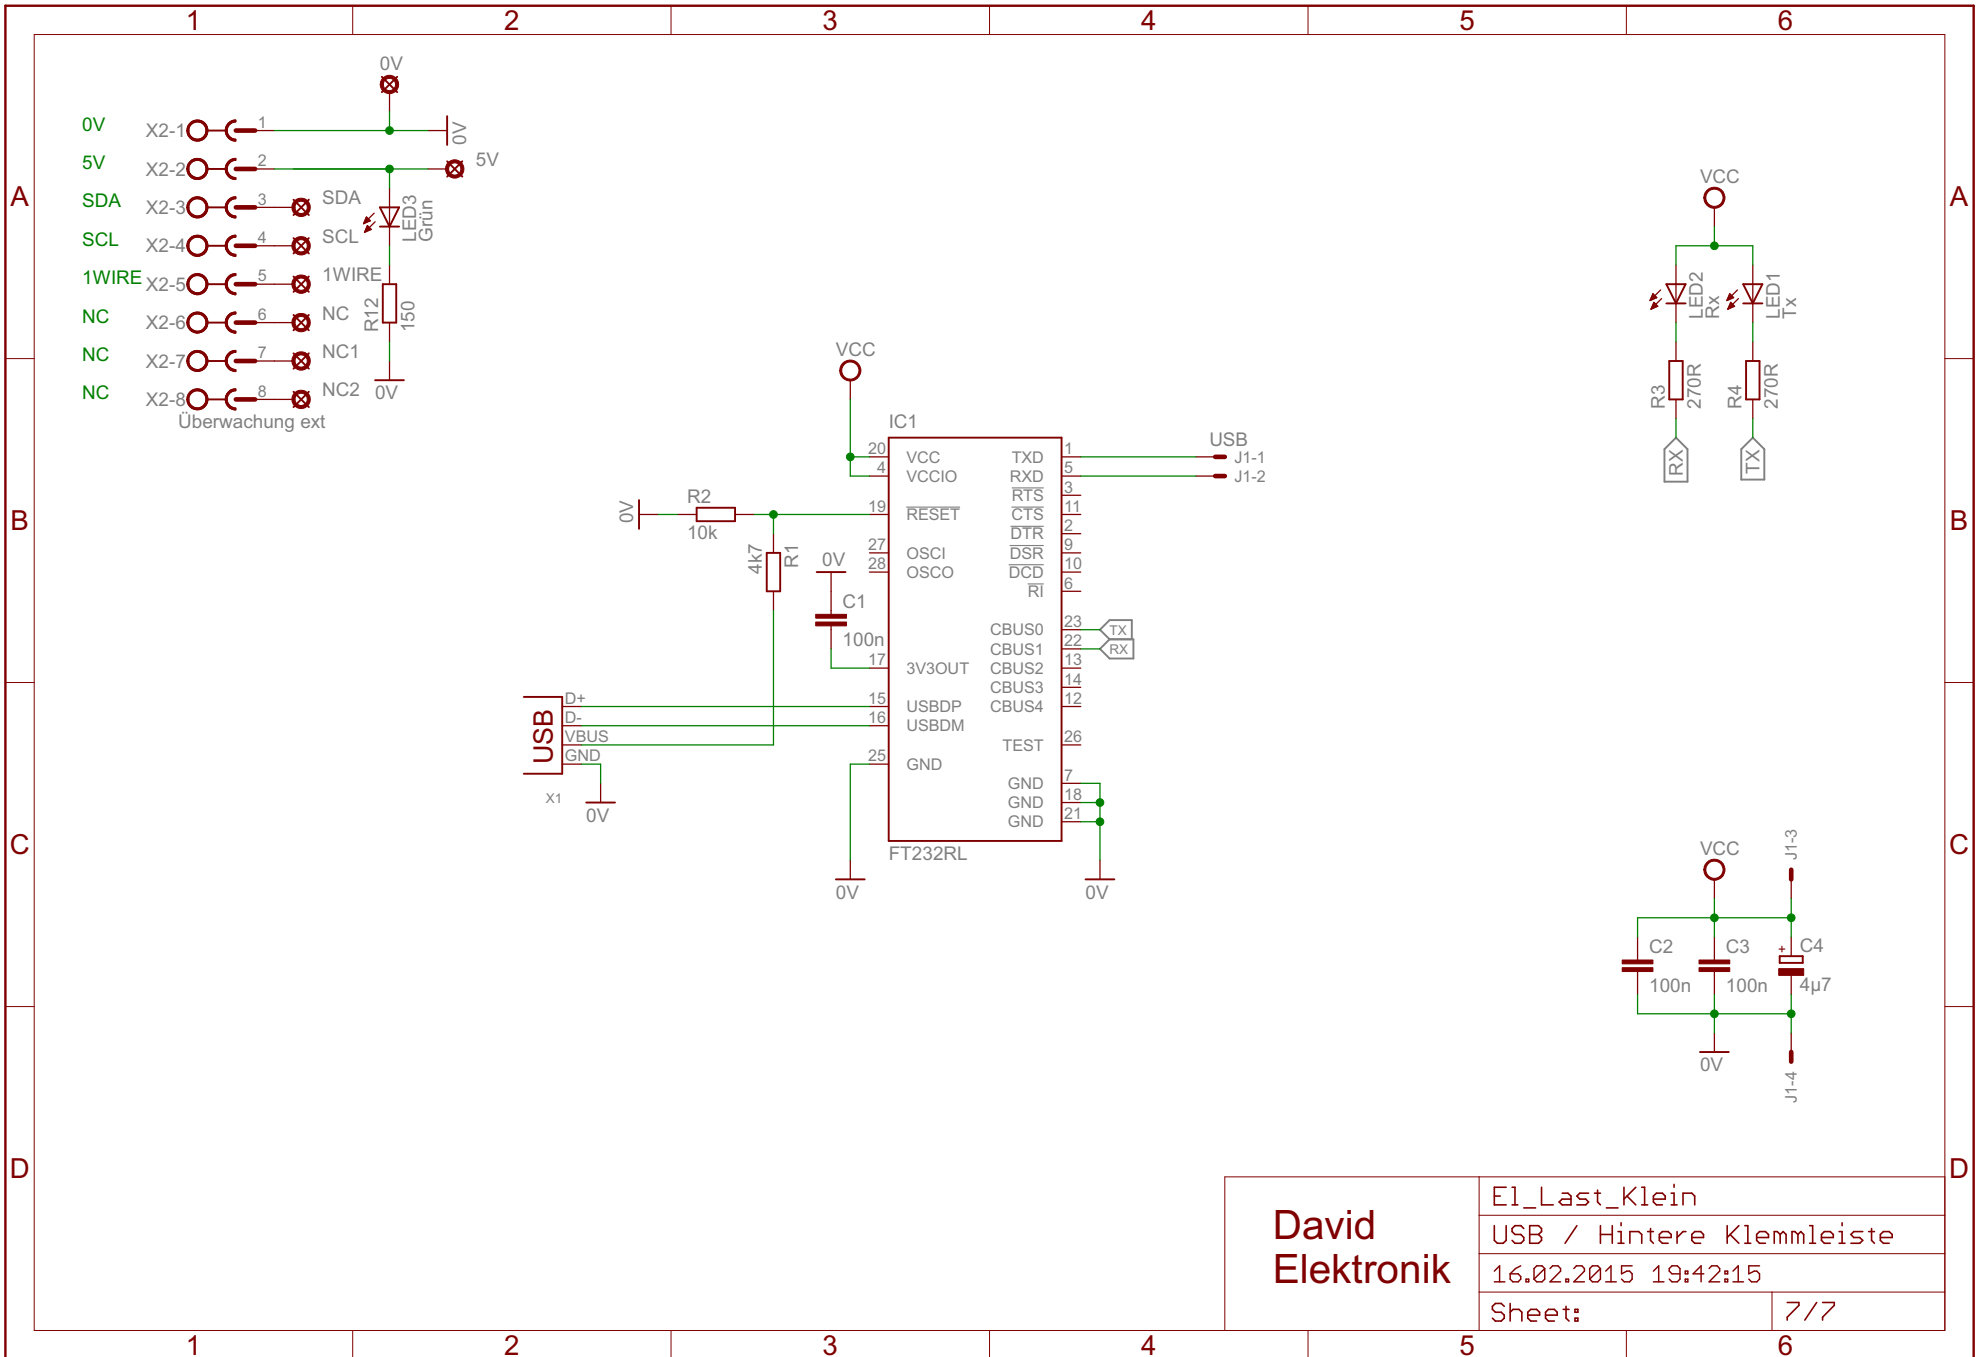 1 2 3 4 5 6
A
B
C
D
A
B
C
D
1 2 3 4 5 6
0V
0V X2-1 1 0V
5V X2-2 2 5V
SDA X2-3 3 SDA
SCL X2-4 4 SCL
1WIRE X2-5 5 1WIRE
NC X2-6 6 NC
NC X2-7 7 NC1
NC X2-8 8 NC2
Überwachung ext
LED3
Grün
R12
150
0V
VCC
IC1
20 VCC TXD 1
4 VCCIO RXD 5
RTS 3
19 RESET CTS 11
DTR 2
27 OSCI DSR 9
28 OSCO DCD 10
RI 6
CBUS0 23 TX
CBUS1 22 RX
17 3V3OUT CBUS2 13
CBUS3 14
15 USBDP CBUS4 12
16 USBDM
TEST 26
25 GND
GND 7
GND 18
GND 21
FT232RL
0V
0V
USB
J1-1
J1-2
0V
R2
10k
4k7
R1
0V
C1
100n
USB
D+
D-
VBUS
GND
X1
0V
VCC
LED2
Rx
LED1
Tx
R3
270R
R4
270R
RX
TX
VCC
J1-3
C2
100n
C3
100n
+
C4
4µ7
0V
J1-4
David
Elektronik
El_Last_Klein
USB / Hintere Klemmleiste
16.02.2015 19:42:15
Sheet: 7/7